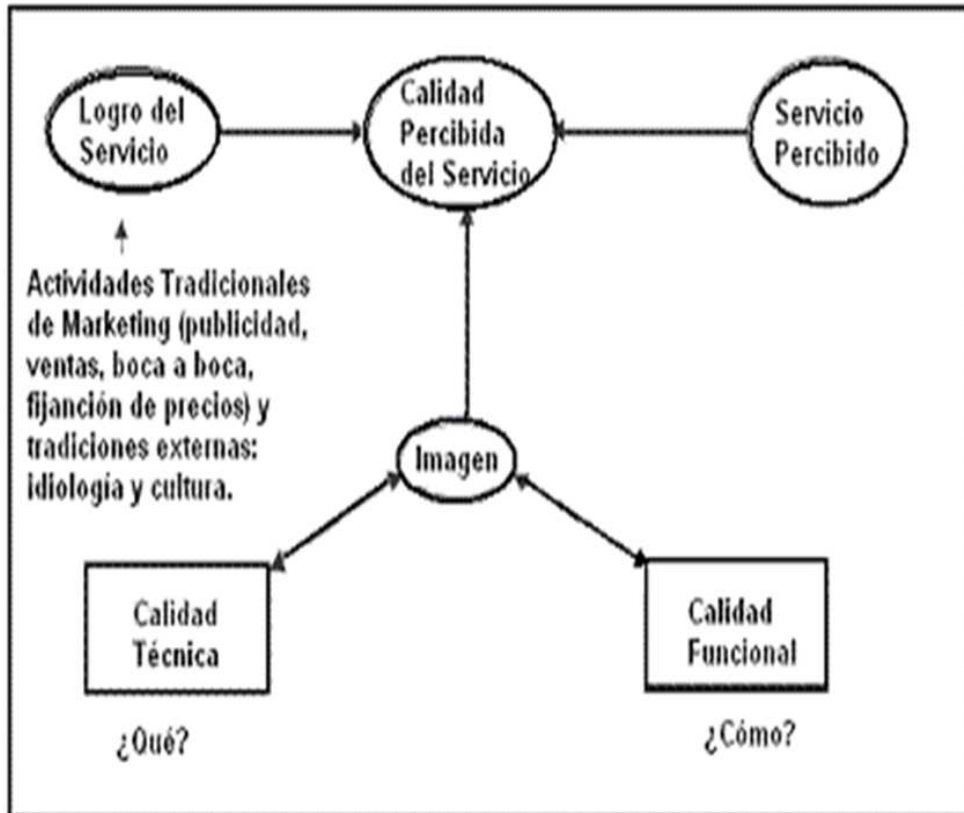 Logro del
Servicio
Calidad
Percibida
del Servicio
Servicio
Percibido
Actividades Tradicionales
de Marketing (publicidad,
ventas, boca a boca,
fijanción de precios) y
tradiciones externas:
idiología y cultura.
Imagen
Calidad
Técnica
Calidad
Funcional
¿Qué?
¿Cómo?